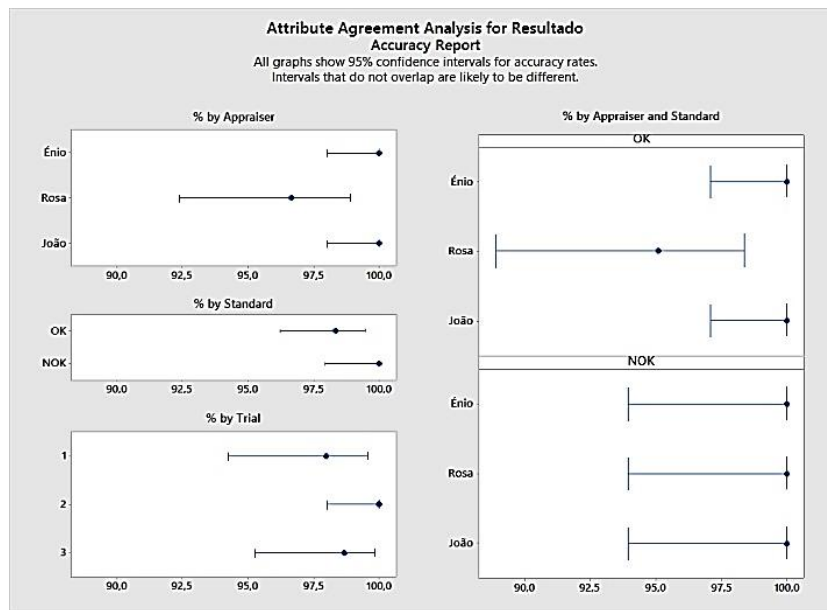 Attribute Agreement Analysis for Resultado
Accuracy Report
All graphs show 95% confidence intervals for accuracy rates.
Intervals that do not overlap are likely to be different.
% by Appraiser
Énio
Rosa
João
90,0 92,5 95,0 97,5 100,0
% by Standard
OK
NOK
90.0 92,5 95,0 97,5 100,0
% by Trial
1
2
3
90,0 92,5 95,0 97,5 100,0
% by Appraiser and Standard
OK
Énio
Rosa
João
NOK
Énio
Rosa
João
90.0 92.5 95.0 97.5 100.0